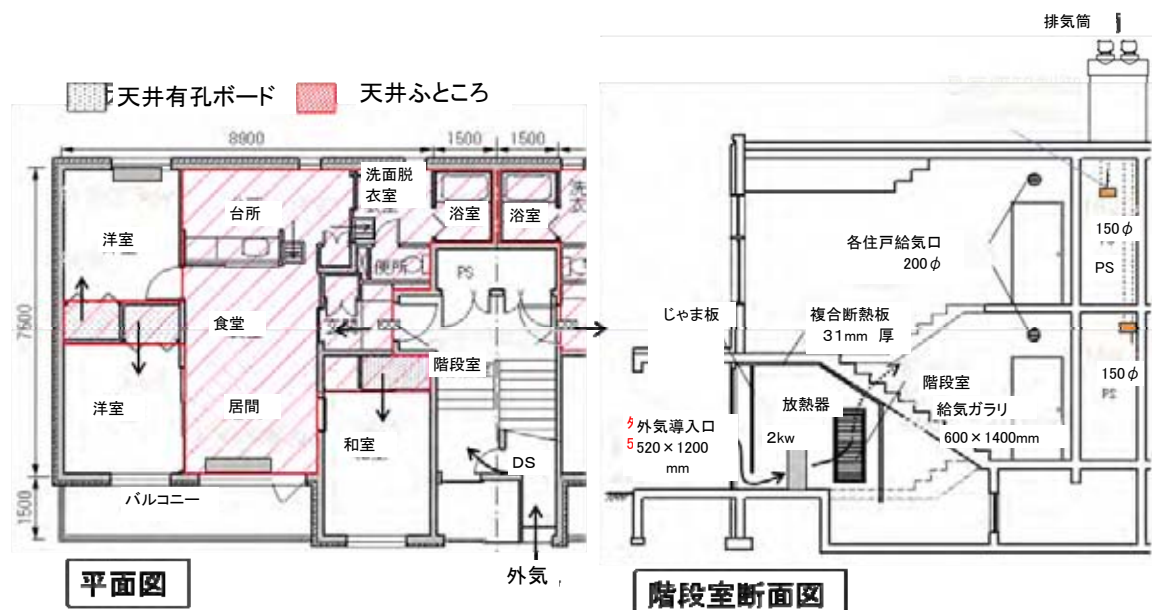 排気筒
天井有孔ボード
天井ふところ
8900
1500
1500
洗面脱
衣室
台所
浴室
浴室
洋室
便所
PS
7500
食堂
階段室
洋室
居間
和室
DS
バルコニー
1500
外気
平面図
各住戸給気口
200φ
150φ
PS
じゃま板
複合断熱板
31mm 厚
150φ
PS
放熱器
階段室
給気ガラリ
外気導入口
2kw
600×1400mm
520×1200
mm
階段室断面図